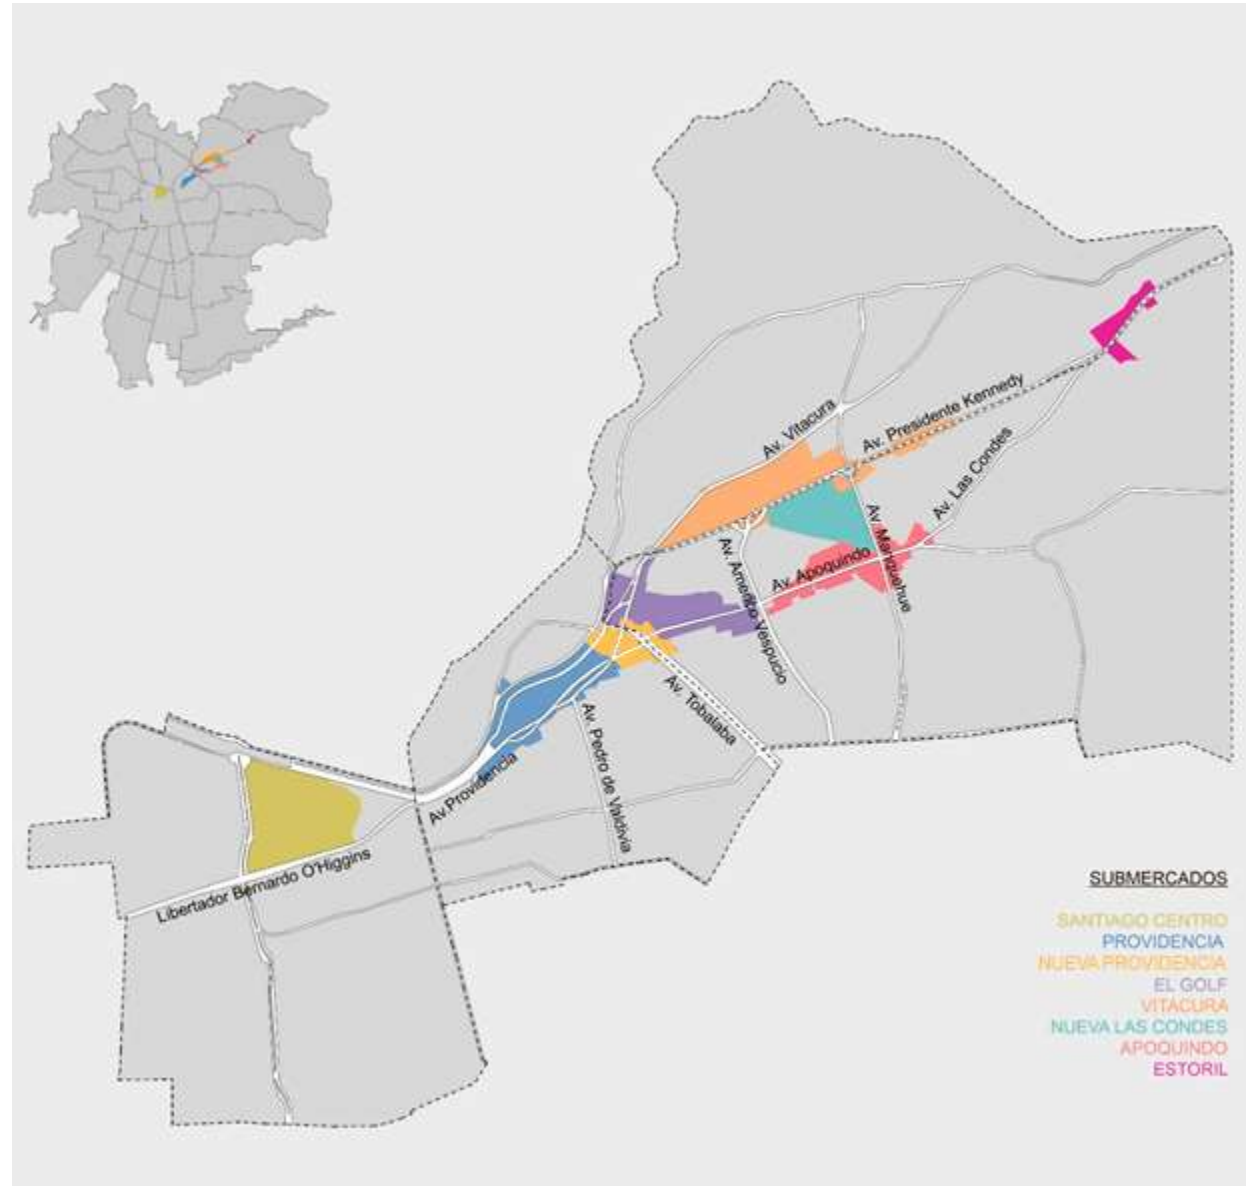 Av. Vitacura
Av. Presidente Kennedy
Av. Las Condes
Av. Manquehue
Av. Apoquindo
Av. Americo Vespucio
Av. Tobalaba
Av. Pedro de Valdivia
Av.Providencia
Libertador Bernardo O'Higgins
SUBMERCADOS
SANTIAGO CENTRO
PROVIDENCIA
NUEVA PROVIDENCIA
EL GOLF
VITACURA
NUEVA LAS CONDES
APOQUINDO
ESTORIL